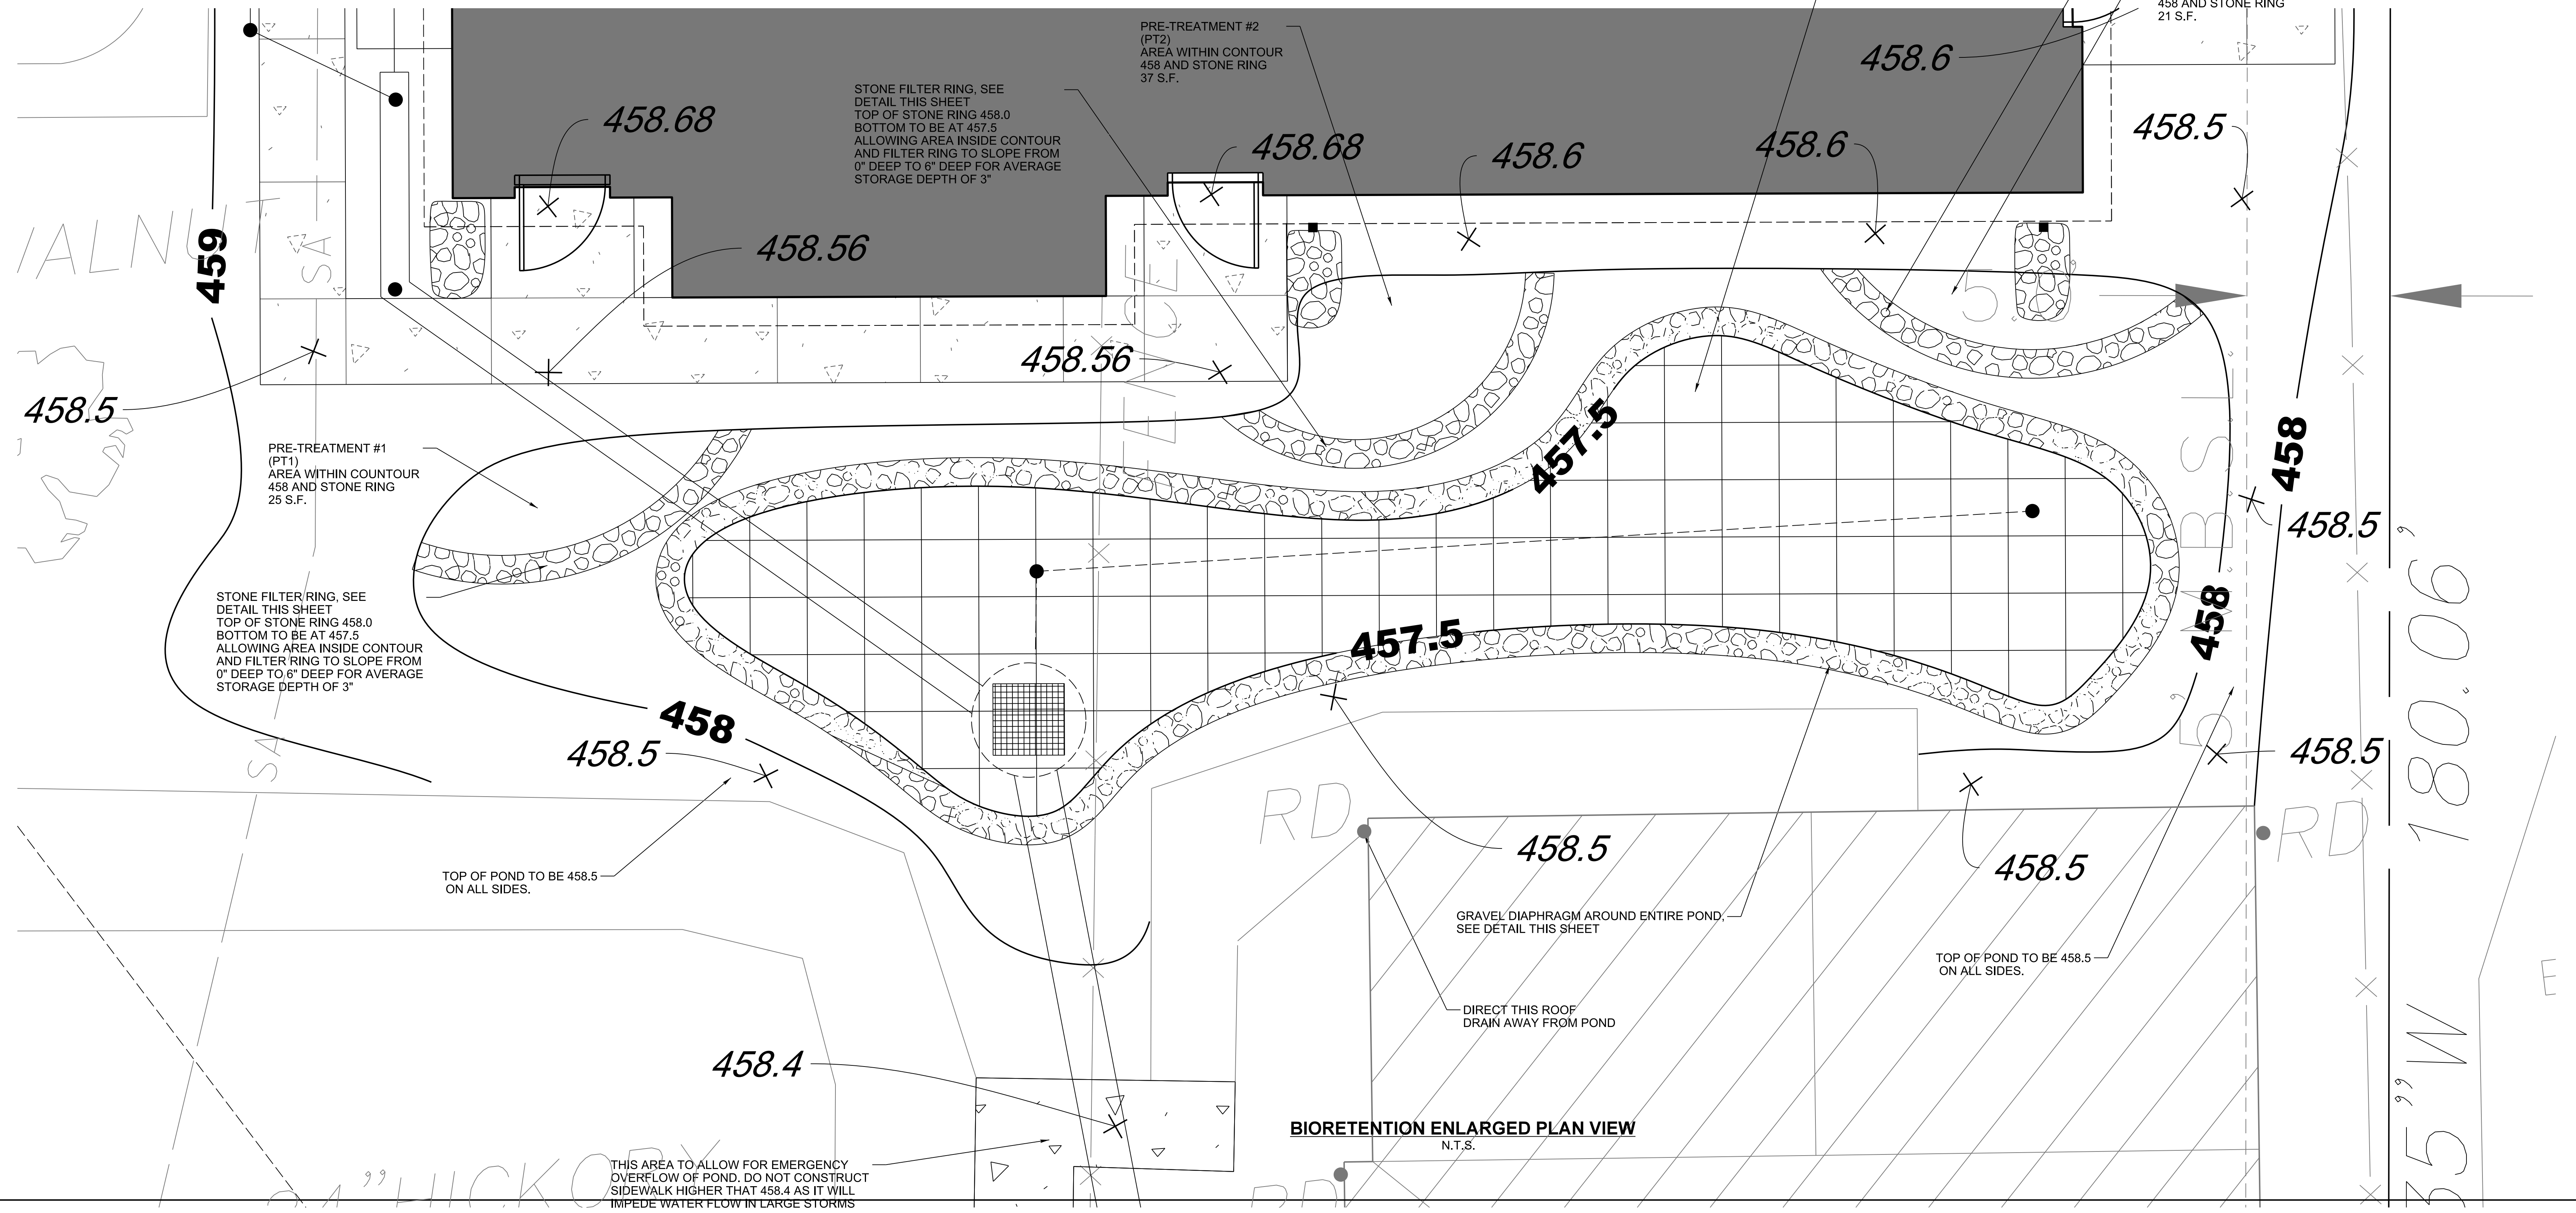 458 AND STONE RING
21 S.F.
PRE-TREATMENT #2
(PT2)
AREA WITHIN CONTOUR
458 AND STONE RING
37 S.F.
458.6
STONE FILTER RING, SEE
DETAIL THIS SHEET
TOP OF STONE RING 458.0
BOTTOM TO BE AT 457.5
ALLOWING AREA INSIDE CONTOUR
AND FILTER RING TO SLOPE FROM
0" DEEP TO 6" DEEP FOR AVERAGE
STORAGE DEPTH OF 3"
458.68
458.68
458.6
458.6
458.5
WALNUT
SA
459
458.56
458.56
458.5
457.5
458
458.5
PRE-TREATMENT #1
(PT1)
AREA WITHIN COUNTOUR
458 AND STONE RING
25 S.F.
STONE FILTER RING, SEE
DETAIL THIS SHEET
TOP OF STONE RING 458.0
BOTTOM TO BE AT 457.5
ALLOWING AREA INSIDE CONTOUR
AND FILTER RING TO SLOPE FROM
0" DEEP TO 6" DEEP FOR AVERAGE
STORAGE DEPTH OF 3"
457.5
458
180.06'
458
458.5
458.5
SA
RD
RD
458.5
458.5
TOP OF POND TO BE 458.5
ON ALL SIDES.
GRAVEL DIAPHRAGM AROUND ENTIRE POND,
SEE DETAIL THIS SHEET
TOP OF POND TO BE 458.5
ON ALL SIDES.
DIRECT THIS ROOF
DRAIN AWAY FROM POND
458.4
35"W
BIORETENTION ENLARGED PLAN VIEW
N.T.S.
24" HICKORY
THIS AREA TO ALLOW FOR EMERGENCY
OVERFLOW OF POND. DO NOT CONSTRUCT
SIDEWALK HIGHER THAT 458.4 AS IT WILL
IMPEDE WATER FLOW IN LARGE STORMS
RD